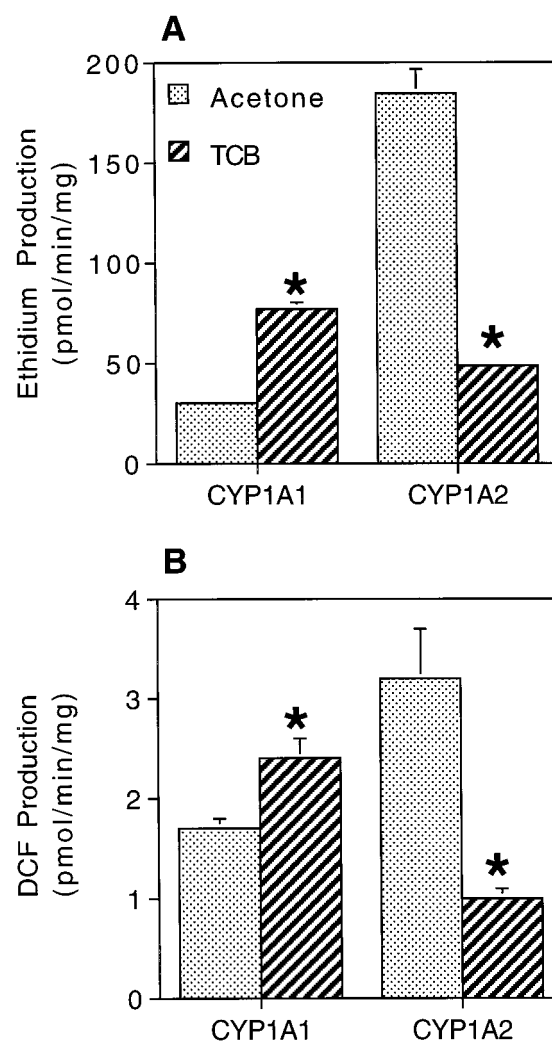 A
Ethidium Production
(pmol/min/mg)
200
150
100
50
0
Acetone
TCB
*
*
CYP1A1
CYP1A2
B
DCF Production
(pmol/min/mg)
4
3
2
1
0
*
*
CYP1A1
CYP1A2